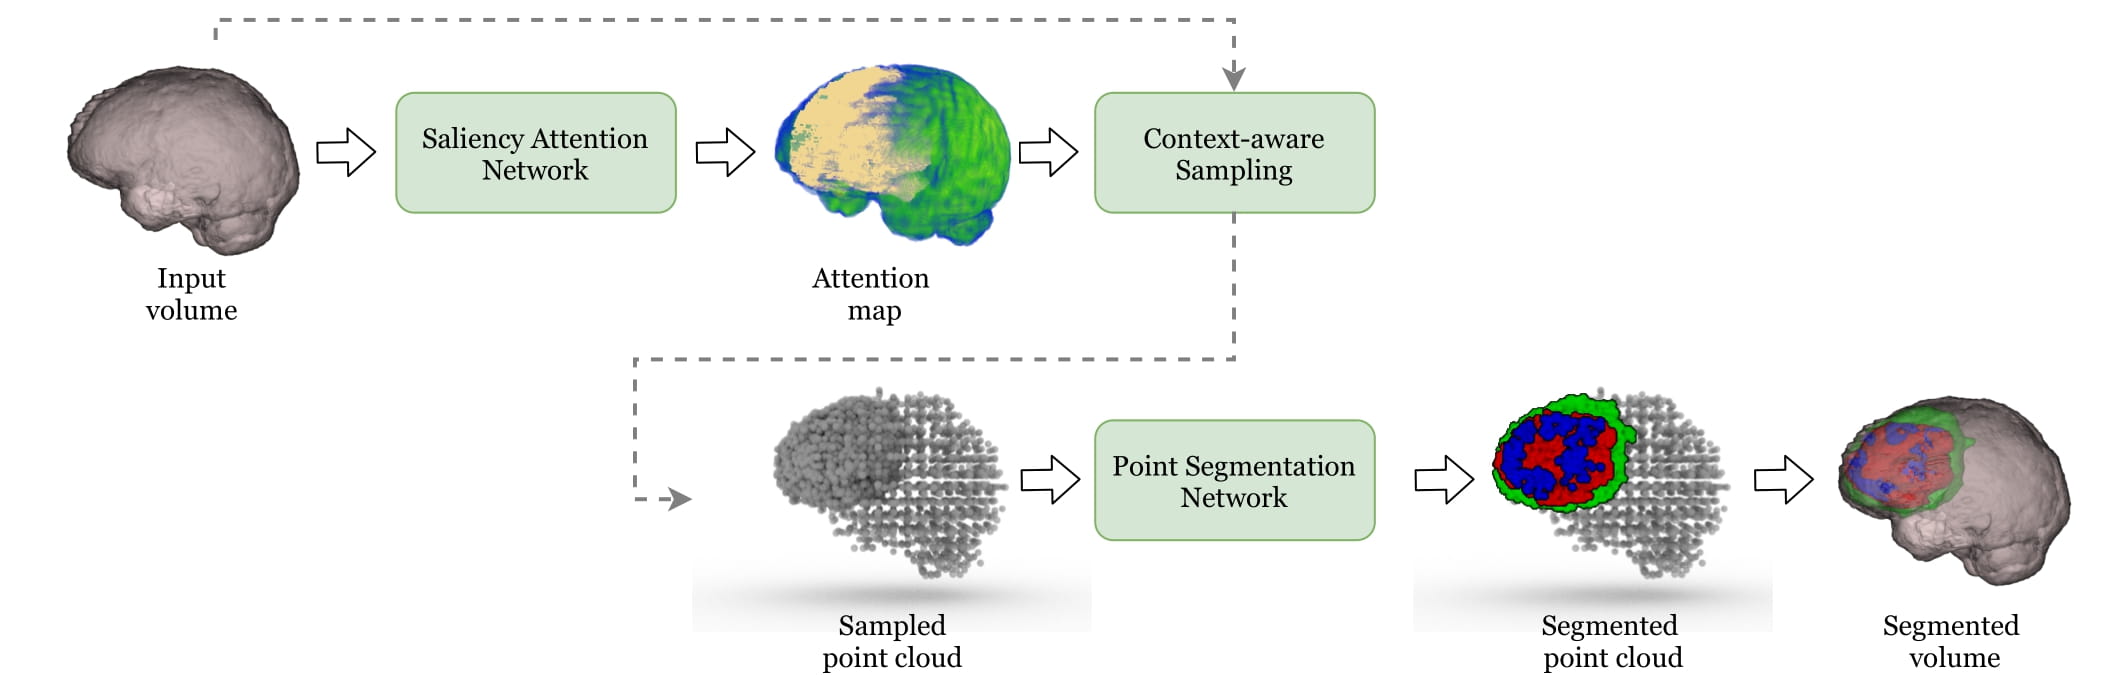 Saliency Attention
Network
Context-aware
Sampling
Input
volume
Attention
map
Point Segmentation
Network
Sampled
point cloud
Segmented
point cloud
Segmented
volume